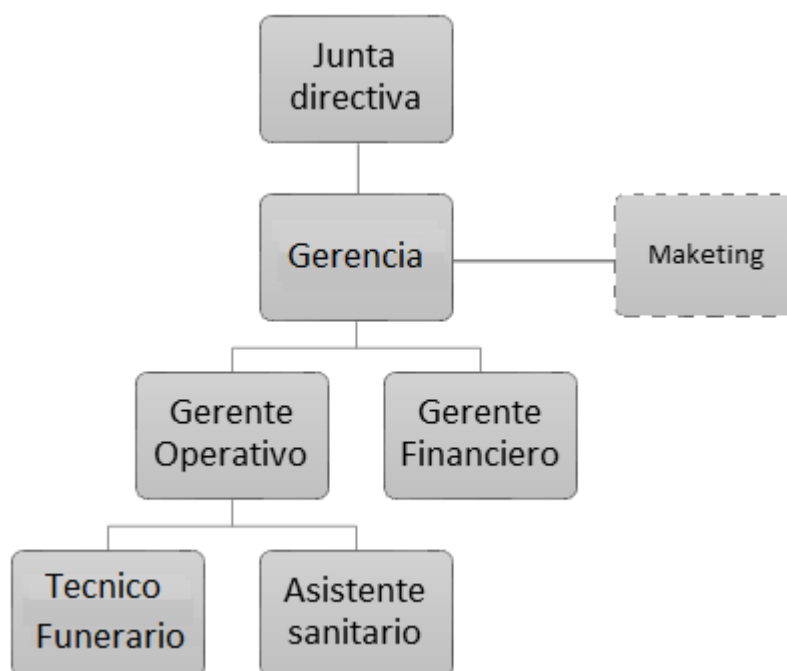 Junta
directiva
Gerencia
Maketing
Gerente
Operativo
Gerente
Financiero
Tecnico
Funerario
Asistente
sanitario